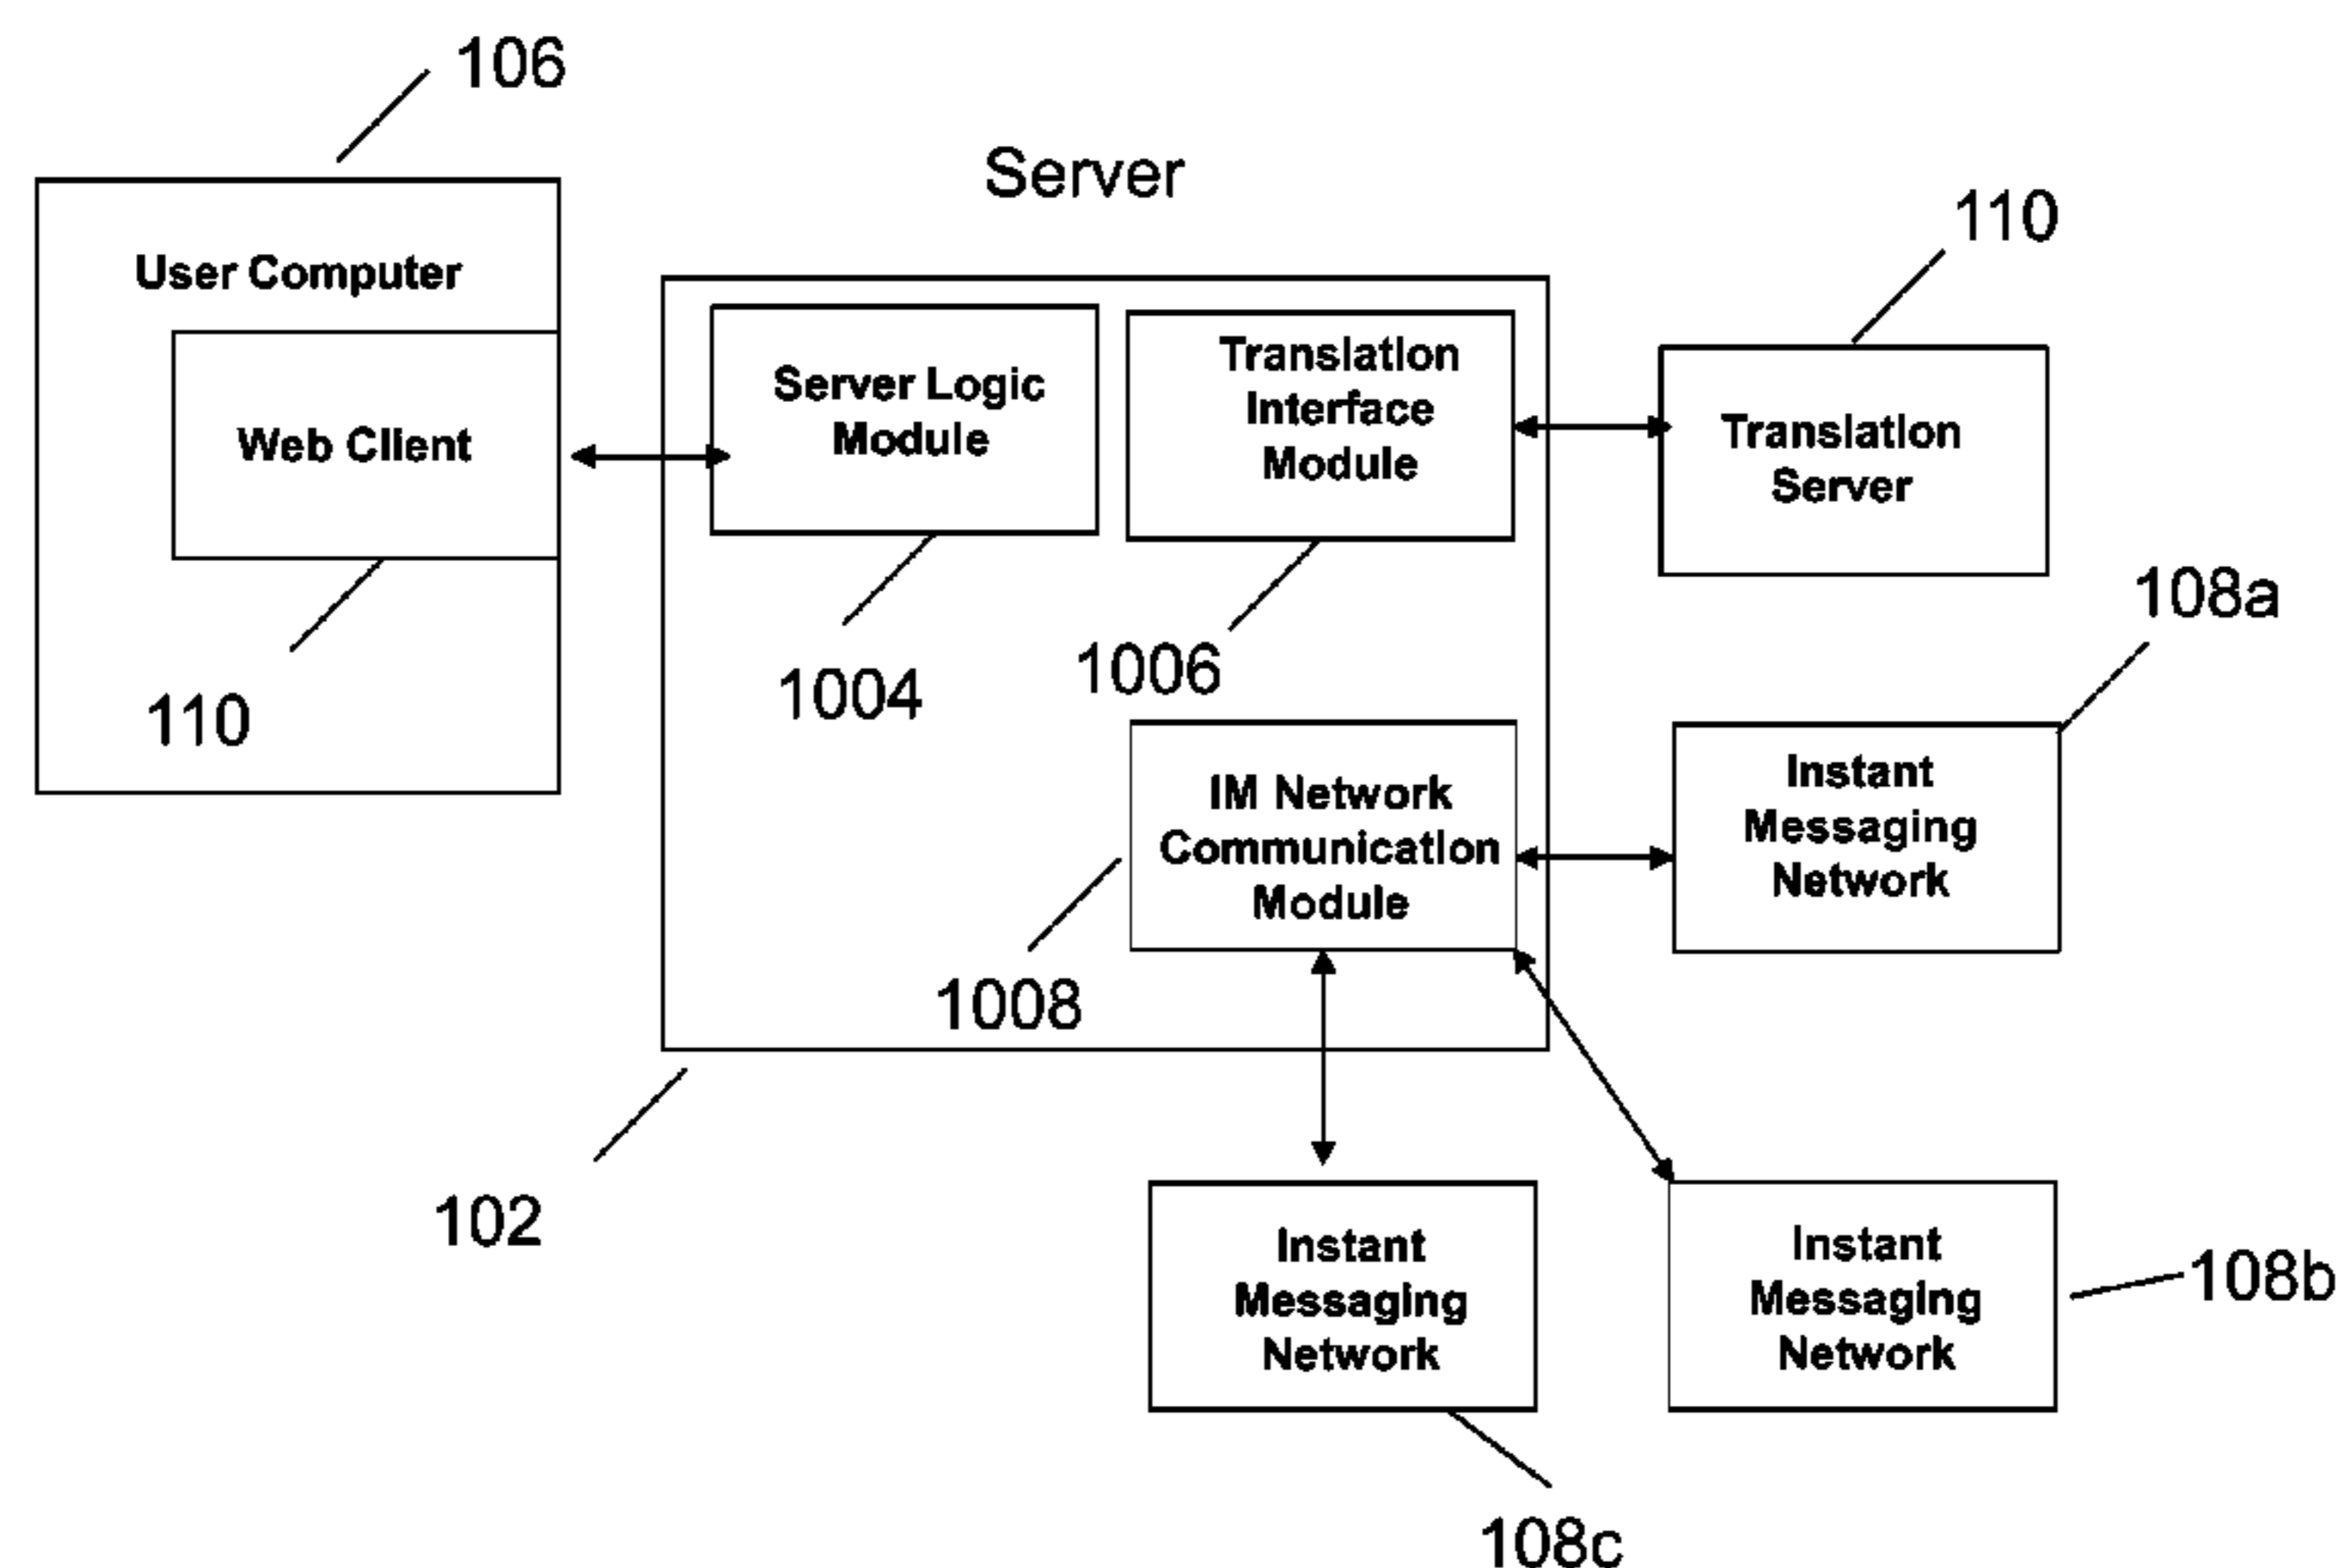 106
Server
110
User Computer
Web Client
110
Server Logic
Module
1004
Translation
Interface
Module
1006
Translation
Server
108a
IM Network
Communication
Module
1008
Instant
Messaging
Network
102
Instant
Messaging
Network
108c
Instant
Messaging
Network
108b